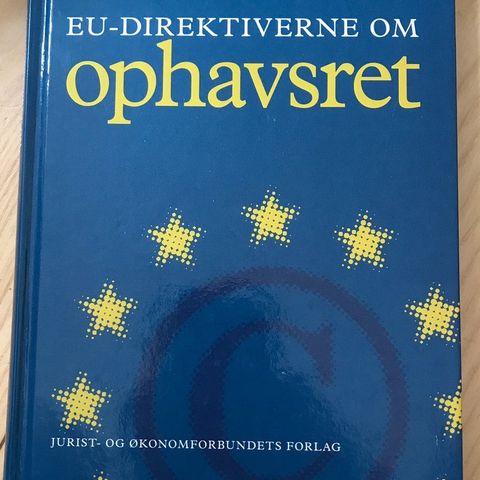 EU-DIREKTIVERNE OM
ophavsret
©
JURIST- OG ØKONOMFORBUNDETS FORLAG